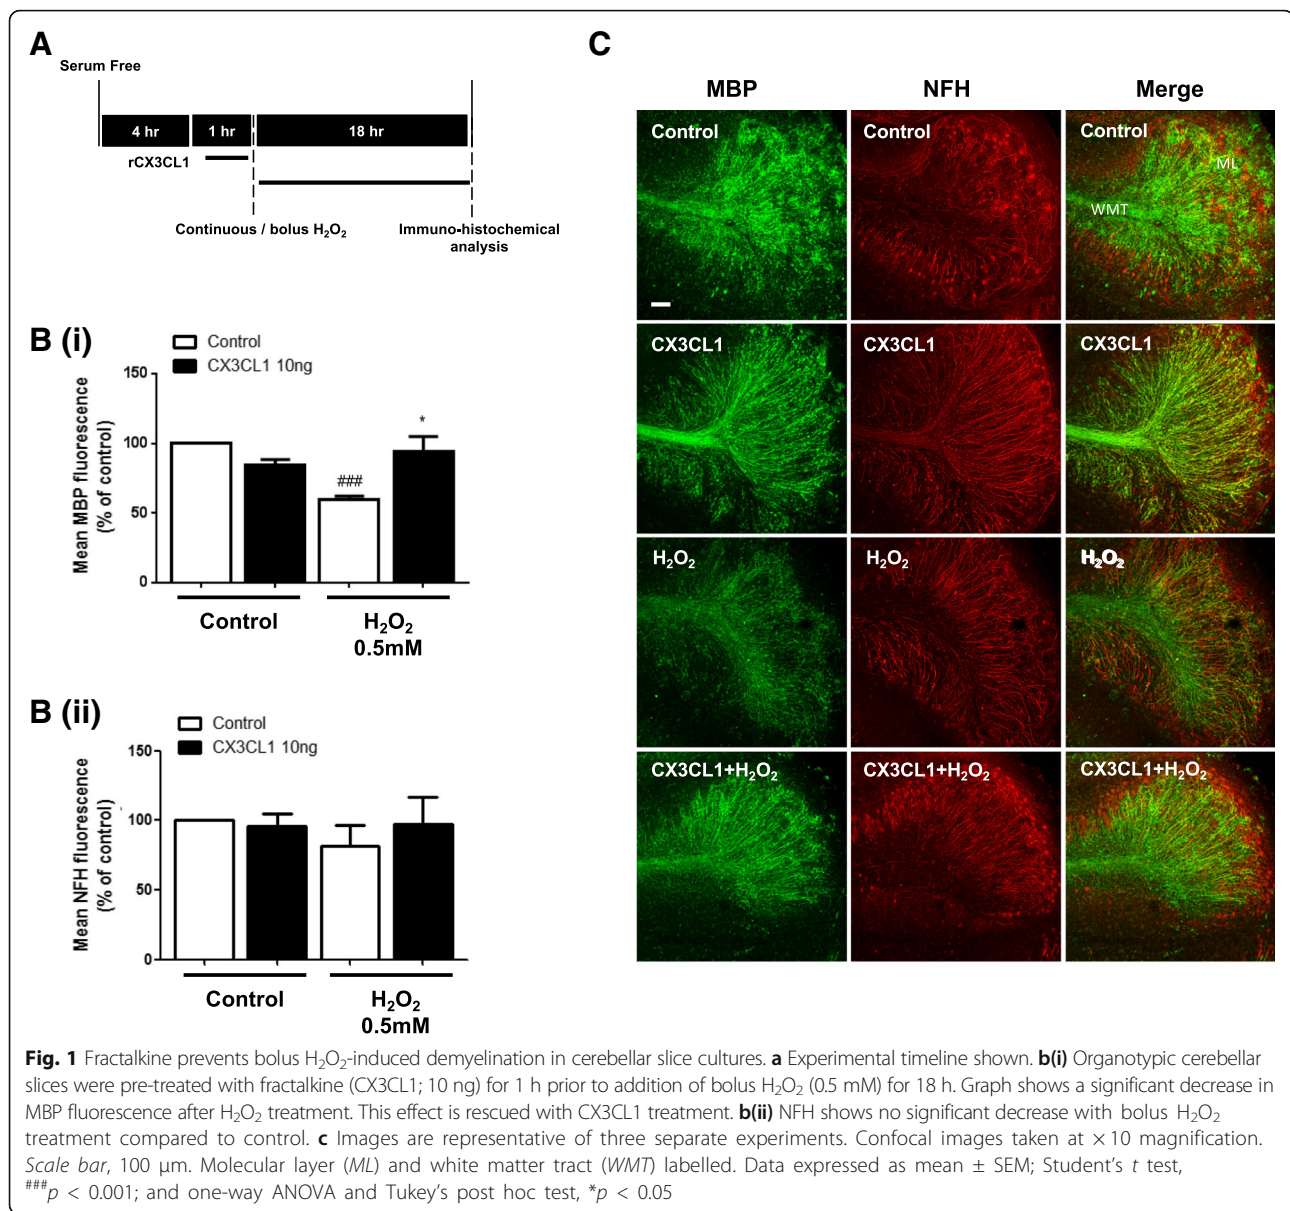 A
Serum Free
4 hr 1 hr 18 hr
rCX3CL1
Continuous / bolus H₂O₂
Immuno-histochemical
analysis
B (i)
Control
CX3CL1 10ng
Mean MBP fluorescence
(% of control)
150
100
50
0
###
*
Control
H₂O₂
0.5mM
B (ii)
Control
CX3CL1 10ng
Mean NFH fluorescence
(% of control)
150
100
50
0
Control
H₂O₂
0.5mM
C
MBP NFH Merge
Control Control Control
ML
WMT
CX3CL1 CX3CL1 CX3CL1
H₂O₂ H₂O₂ H₂O₂
CX3CL1+H₂O₂ CX3CL1+H₂O₂ CX3CL1+H₂O₂
Fig. 1 Fractalkine prevents bolus H₂O₂-induced demyelination in cerebellar slice cultures. a Experimental timeline shown. b(i) Organotypic cerebellar
slices were pre-treated with fractalkine (CX3CL1; 10 ng) for 1 h prior to addition of bolus H₂O₂ (0.5 mM) for 18 h. Graph shows a significant decrease in
MBP fluorescence after H₂O₂ treatment. This effect is rescued with CX3CL1 treatment. b(ii) NFH shows no significant decrease with bolus H₂O₂
treatment compared to control. c Images are representative of three separate experiments. Confocal images taken at × 10 magnification.
Scale bar, 100 μm. Molecular layer (ML) and white matter tract (WMT) labelled. Data expressed as mean ± SEM; Student's t test,
###p < 0.001; and one-way ANOVA and Tukey's post hoc test, *p < 0.05